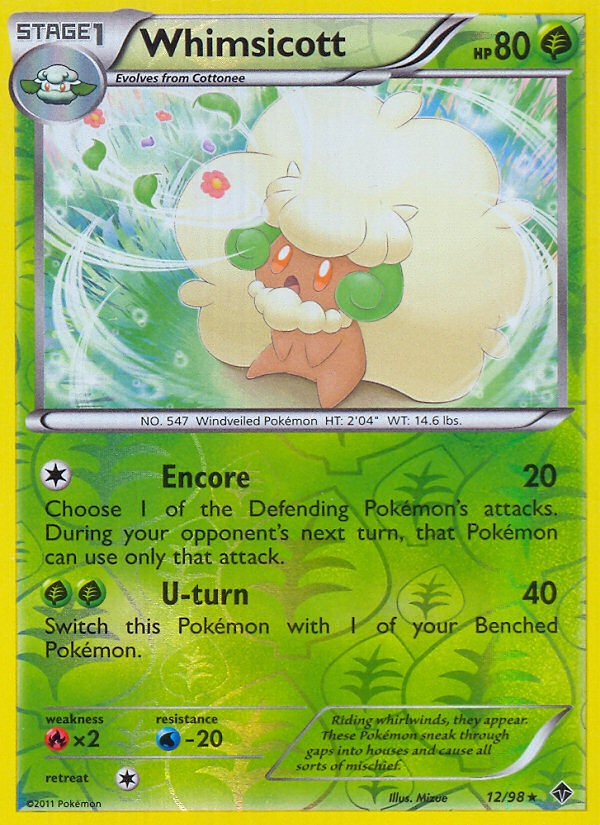 STAGE1
Whimsicott
HP80
Evolves from Cottonee
NO. 547 Windveiled Pokémon HT: 2'04" WT: 14.6 lbs.
Encore 20
Choose 1 of the Defending Pokémon's attacks.
During your opponent's next turn, that Pokémon
can use only that attack.
U-turn 40
Switch this Pokémon with 1 of your Benched
Pokémon.
weakness resistance
×2 -20
Riding whirlwinds, they appear.
These Pokémon sneak through
gaps into houses and cause all
sorts of mischief.
retreat
©2011 Pokémon
Illus. Mizue 12/98★